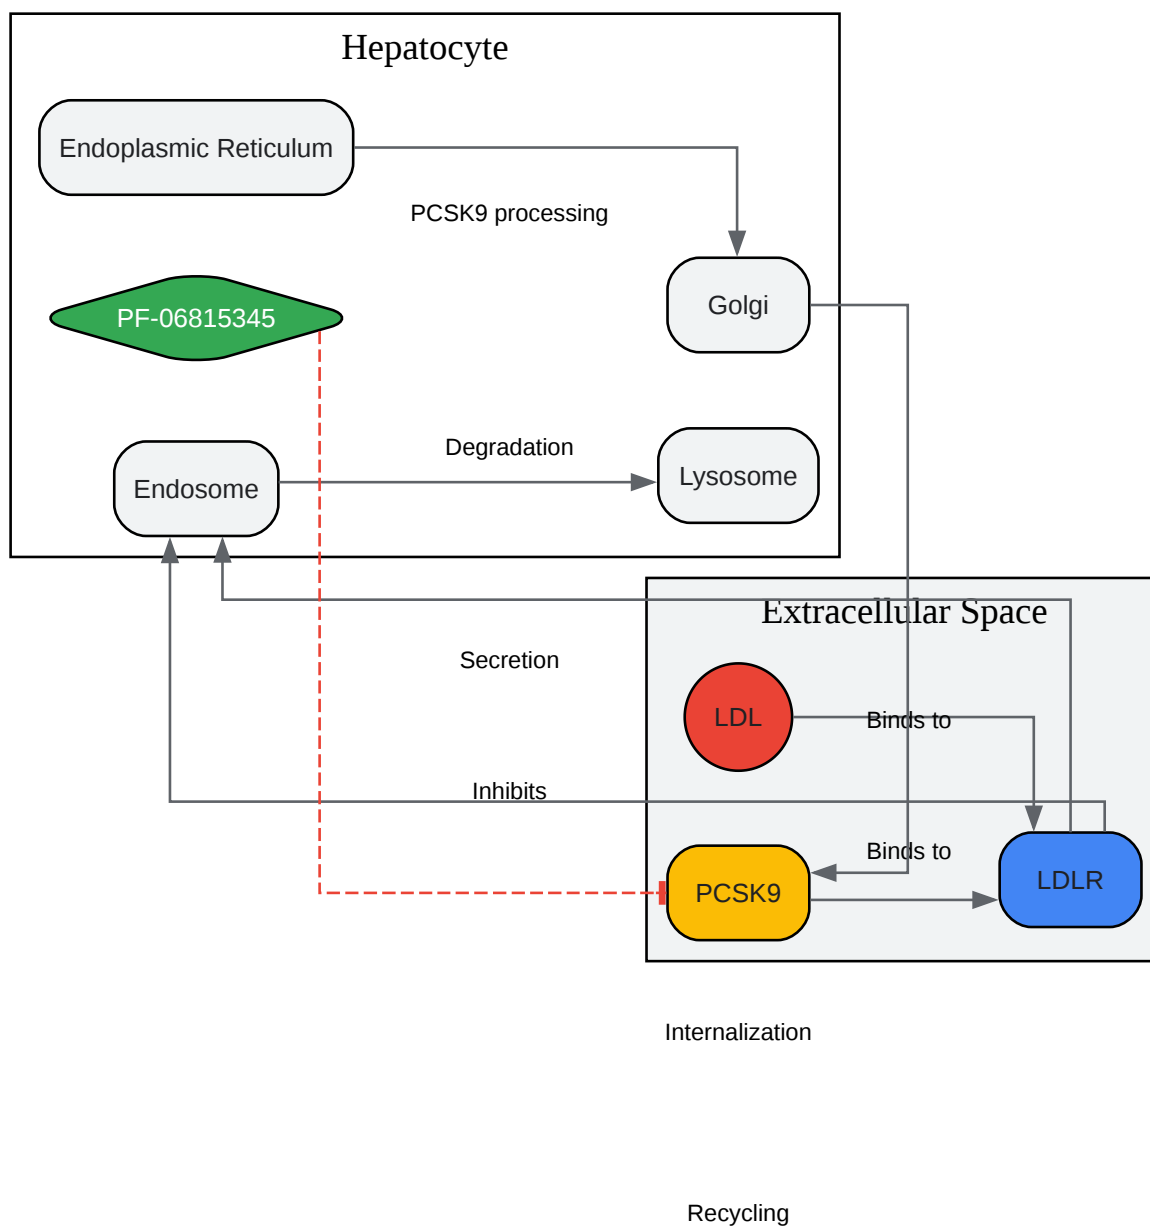 Hepatocyte
Endoplasmic Reticulum
PCSK9 processing
Golgi
PF-06815345
Degradation
Endosome
Lysosome
Extracellular Space
Secretion
LDL
Binds to
Inhibits
Binds to
PCSK9
LDLR
Internalization
Recycling